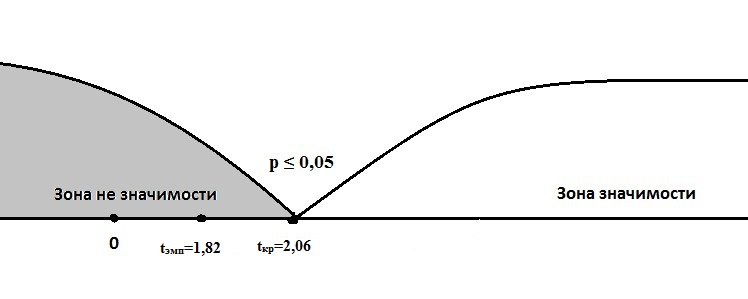 p ≤ 0,05
Зона не значимости
Зона значимости
0
tэмп=1,82
tкр=2,06